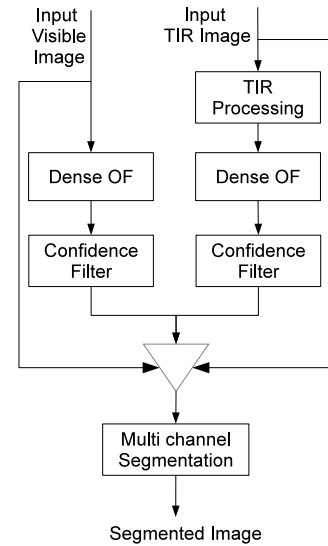 Input
Visible
Image
Input
TIR Image
TIR
Processing
Dense OF
Dense OF
Confidence
Filter
Confidence
Filter
Multi channel
Segmentation
Segmented Image